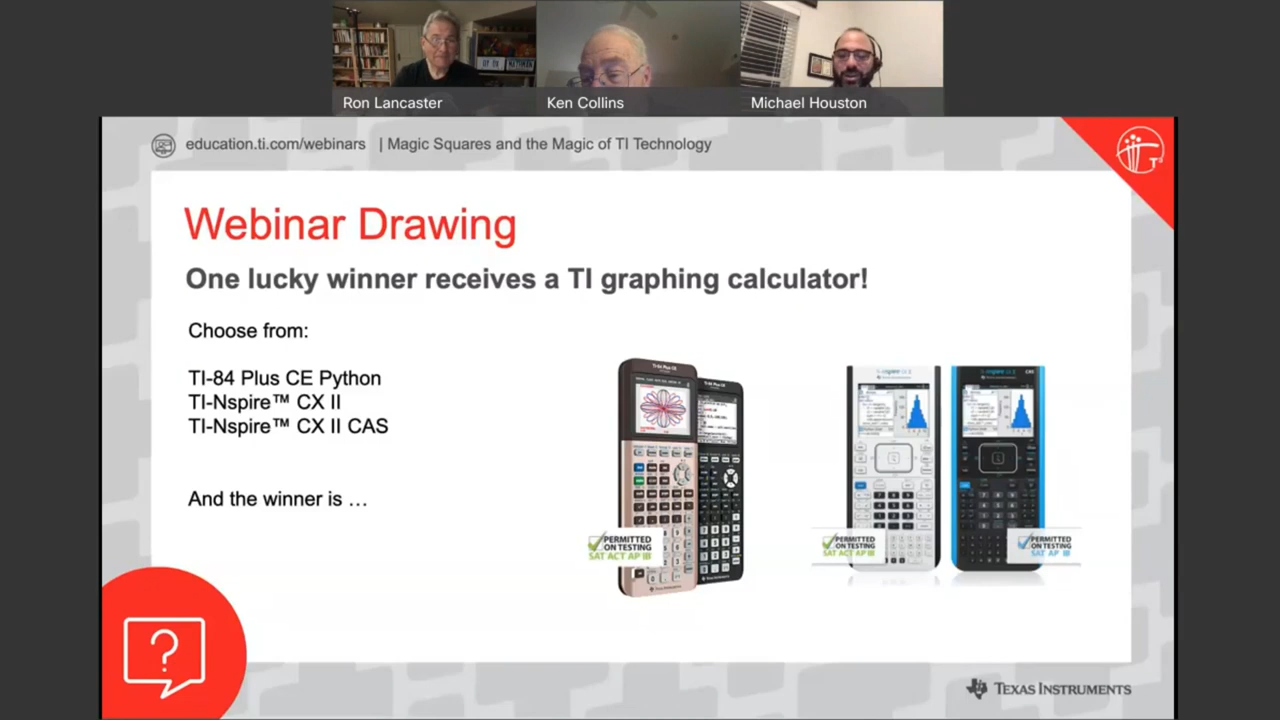 Ron Lancaster
Ken Collins
Michael Houston
education.ti.com/webinars | Magic Squares and the Magic of TI Technology
Webinar Drawing
One lucky winner receives a TI graphing calculator!
Choose from:
TI-84 Plus CE Python
TI-Nspire™ CX II
TI-Nspire™ CX II CAS
And the winner is …
PERMITTED
ON TESTING
SAT ACT AP IB
PERMITTED
ON TESTING
SAT ACT AP IB
PERMITTED
ON TESTING
SAT AP IB
TEXAS INSTRUMENTS